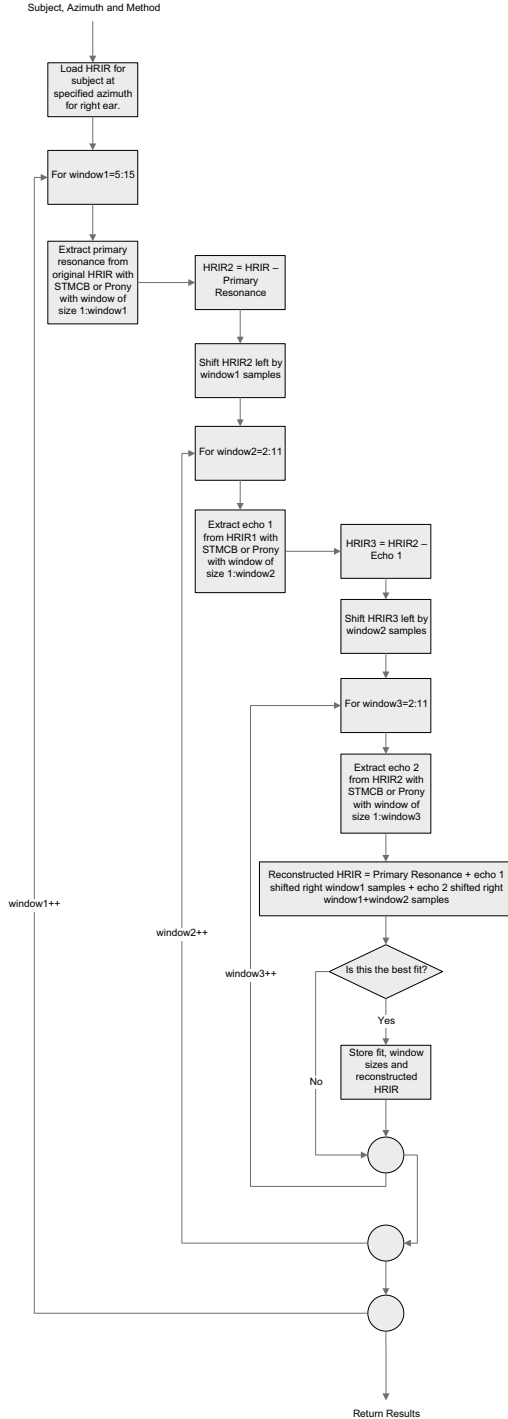 Subject, Azimuth and Method
Load HRIR for
subject at
specified azimuth
for right ear.
For window1=5:15
Extract primary
resonance from
original HRIR with
STMCB or Prony
with window of
size 1:window1
HRIR2 = HRIR –
Primary
Resonance
Shift HRIR2 left by
window1 samples
For window2=2:11
Extract echo 1
from HRIR1 with
STMCB or Prony
with window of
size 1:window2
HRIR3 = HRIR2 –
Echo 1
Shift HRIR3 left by
window2 samples
For window3=2:11
Extract echo 2
from HRIR2 with
STMCB or Prony
with window of
size 1:window3
Reconstructed HRIR = Primary Resonance + echo 1
shifted right window1 samples + echo 2 shifted right
window1+window2 samples
window1++
window2++
window3++
Is this the best fit?
Yes
No
Store fit, window
sizes and
reconstructed
HRIR
Return Results